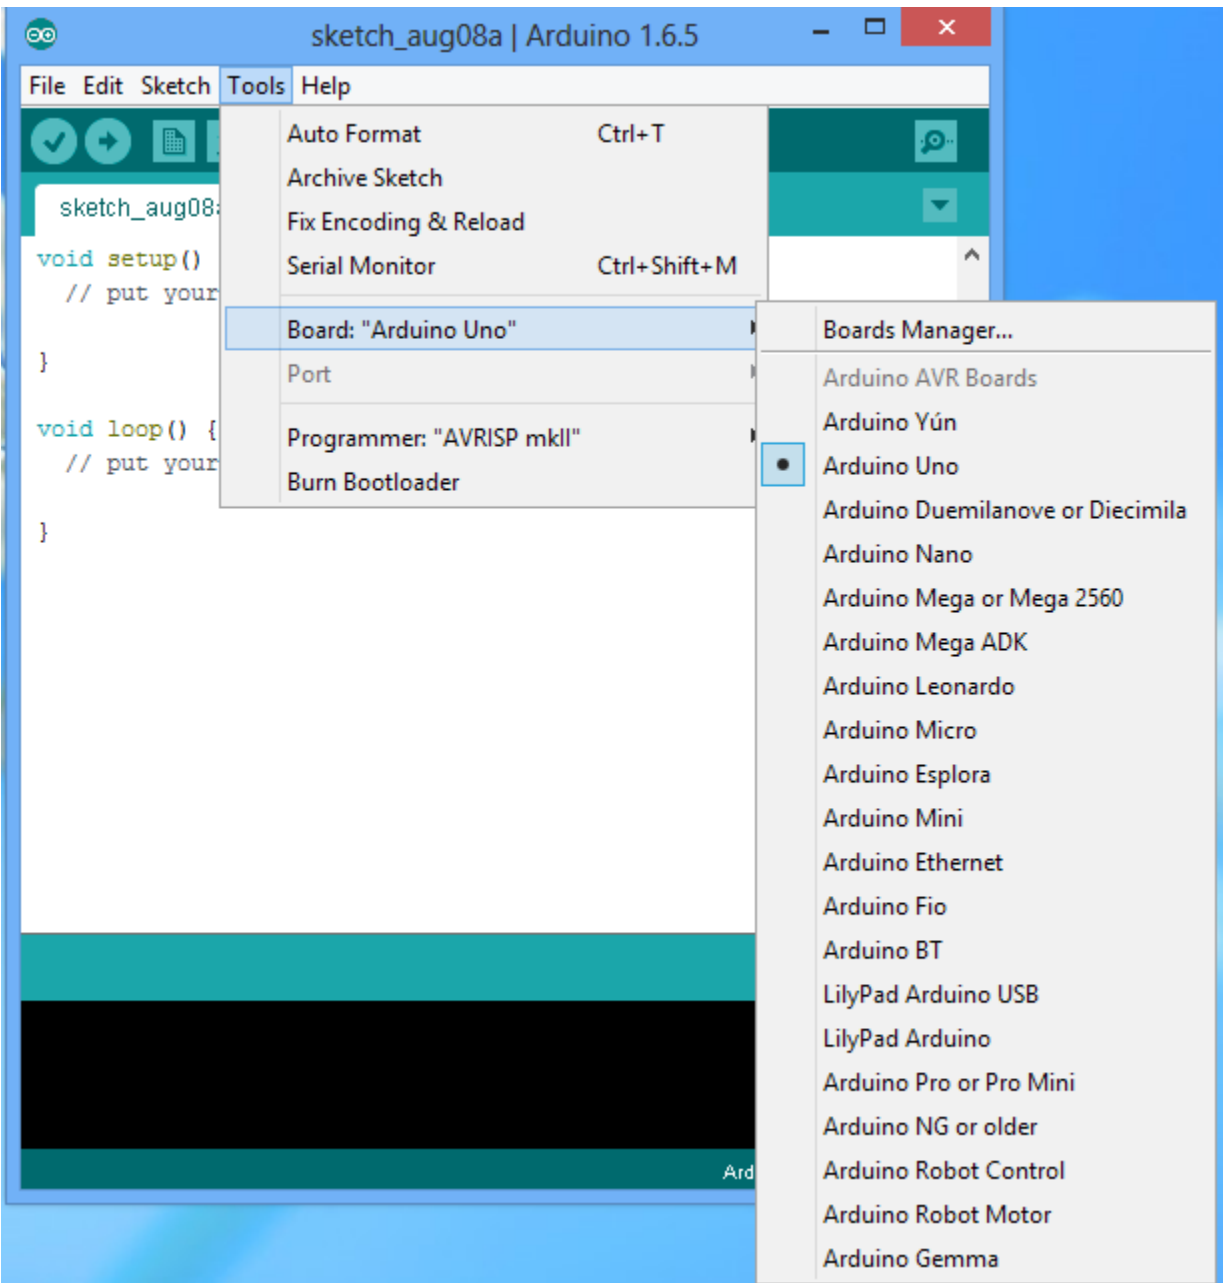 sketch_aug08a | Arduino 1.6.5
File Edit Sketch Tools Help
Auto Format Ctrl+T
Archive Sketch
Fix Encoding & Reload
Serial Monitor Ctrl+Shift+M
Board: "Arduino Uno"
Port
Programmer: "AVRISP mkII"
Burn Bootloader
sketch_aug08a
void setup()
// put your
}
void loop() {
// put your
}
Ard
Boards Manager...
Arduino AVR Boards
Arduino Yún
Arduino Uno
Arduino Duemilanove or Diecimila
Arduino Nano
Arduino Mega or Mega 2560
Arduino Mega ADK
Arduino Leonardo
Arduino Micro
Arduino Esplora
Arduino Mini
Arduino Ethernet
Arduino Fio
Arduino BT
LilyPad Arduino USB
LilyPad Arduino
Arduino Pro or Pro Mini
Arduino NG or older
Arduino Robot Control
Arduino Robot Motor
Arduino Gemma